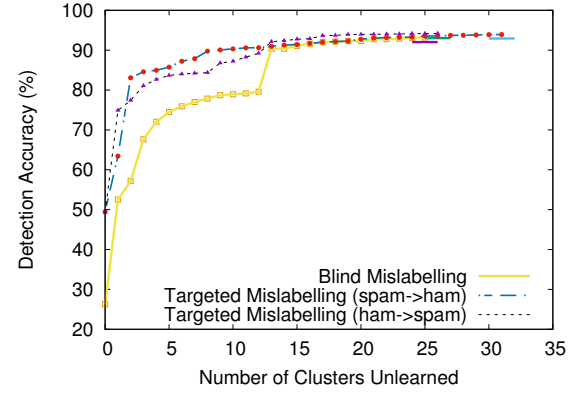 100
90
80
70
60
50
40
30
20
Detection Accuracy (%)
Blind Mislabelling
Targeted Mislabelling (spam->ham)
Targeted Mislabelling (ham->spam)
0 5 10 15 20 25 30 35
Number of Clusters Unlearned